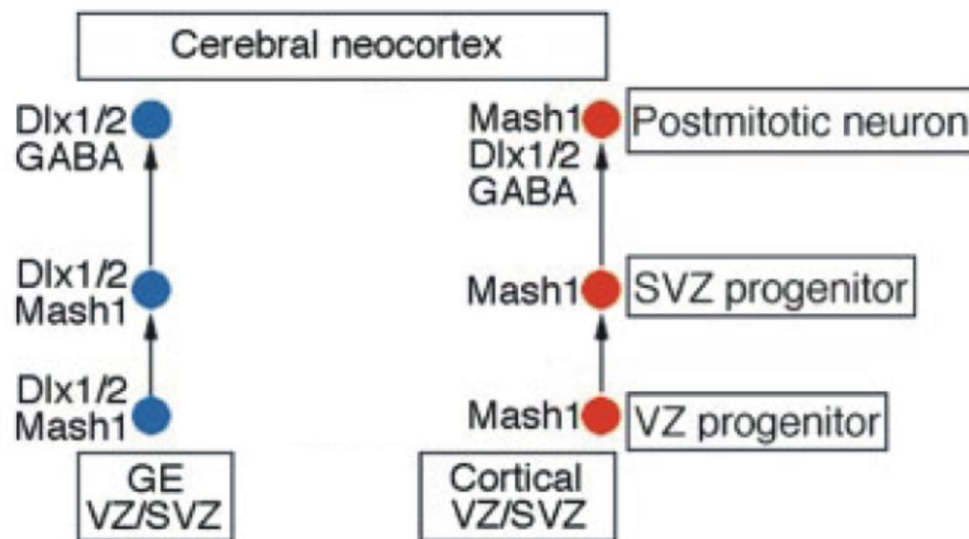 Cerebral neocortex
Dlx1/2
GABA
Mash1
Dlx1/2
GABA
Postmitotic neuron
Dlx1/2
Mash1
Mash1
SVZ progenitor
Dlx1/2
Mash1
Mash1
VZ progenitor
GE
VZ/SVZ
Cortical
VZ/SVZ